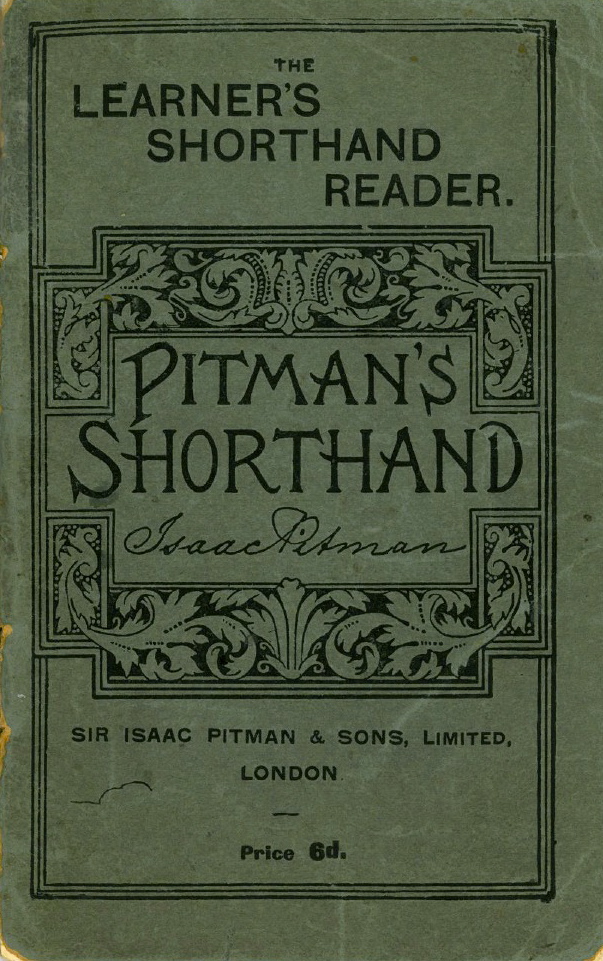 THE
LEARNER'S
SHORTHAND
READER.
PITMAN'S
SHORTHAND
Isaac Pitman
SIR ISAAC PITMAN & SONS, LIMITED,
LONDON
Price 6d.